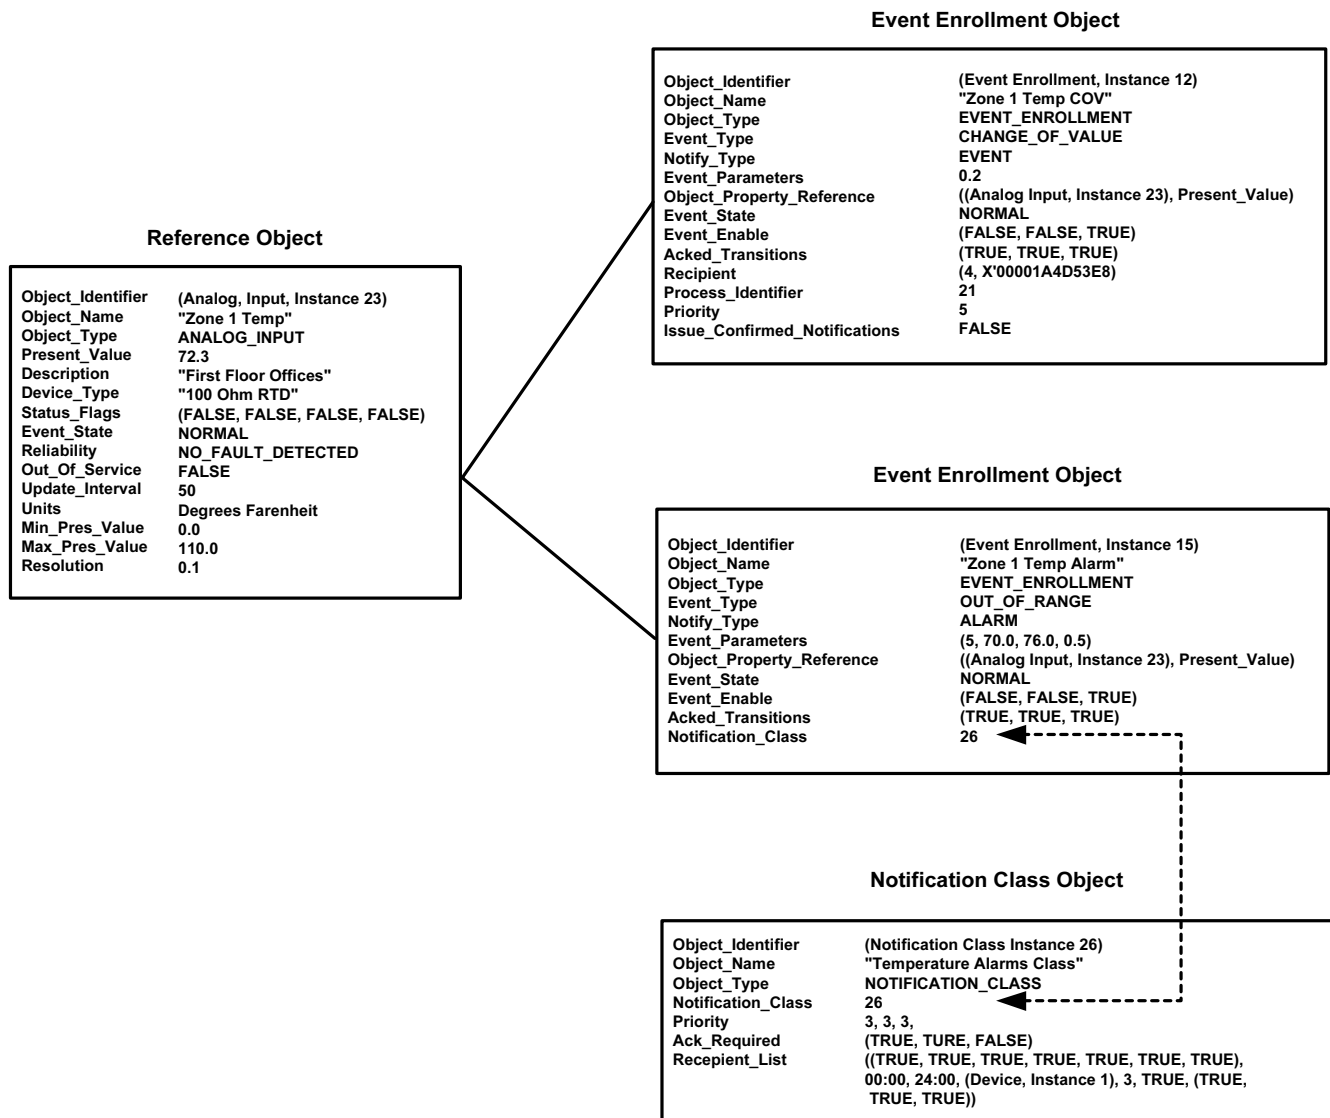 Event Enrollment Object
Object_Identifier (Event Enrollment, Instance 12)
Object_Name "Zone 1 Temp COV"
Object_Type EVENT_ENROLLMENT
Event_Type CHANGE_OF_VALUE
Notify_Type EVENT
Event_Parameters 0.2
Object_Property_Reference ((Analog Input, Instance 23), Present_Value)
Event_State NORMAL
Event_Enable (FALSE, FALSE, TRUE)
Acked_Transitions (TRUE, TRUE, TRUE)
Recipient (4, X'00001A4D53E8)
Process_Identifier 21
Priority 5
Issue_Confirmed_Notifications FALSE
Reference Object
Object_Identifier (Analog, Input, Instance 23)
Object_Name "Zone 1 Temp"
Object_Type ANALOG_INPUT
Present_Value 72.3
Description "First Floor Offices"
Device_Type "100 Ohm RTD"
Status_Flags (FALSE, FALSE, FALSE, FALSE)
Event_State NORMAL
Reliability NO_FAULT_DETECTED
Out_Of_Service FALSE
Update_Interval 50
Units Degrees Farenheit
Min_Pres_Value 0.0
Max_Pres_Value 110.0
Resolution 0.1
Event Enrollment Object
Object_Identifier (Event Enrollment, Instance 15)
Object_Name "Zone 1 Temp Alarm"
Object_Type EVENT_ENROLLMENT
Event_Type OUT_OF_RANGE
Notify_Type ALARM
Event_Parameters (5, 70.0, 76.0, 0.5)
Object_Property_Reference ((Analog Input, Instance 23), Present_Value)
Event_State NORMAL
Event_Enable (FALSE, FALSE, TRUE)
Acked_Transitions (TRUE, TRUE, TRUE)
Notification_Class 26
Notification Class Object
Object_Identifier (Notification Class Instance 26)
Object_Name "Temperature Alarms Class"
Object_Type NOTIFICATION_CLASS
Notification_Class 26
Priority 3, 3, 3,
Ack_Required (TRUE, TURE, FALSE)
Recepient_List ((TRUE, TRUE, TRUE, TRUE, TRUE, TRUE, TRUE),
00:00, 24:00, (Device, Instance 1), 3, TRUE, (TRUE,
TRUE, TRUE))